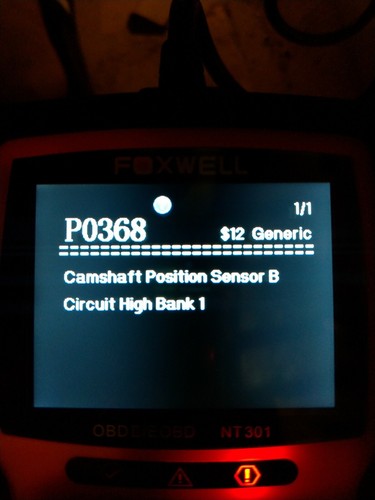 FOXWELL
1/1
P0368 $12 Generic
Camshaft Position Sensor B
Circuit High Bank 1
OBDII/EOBD NT301